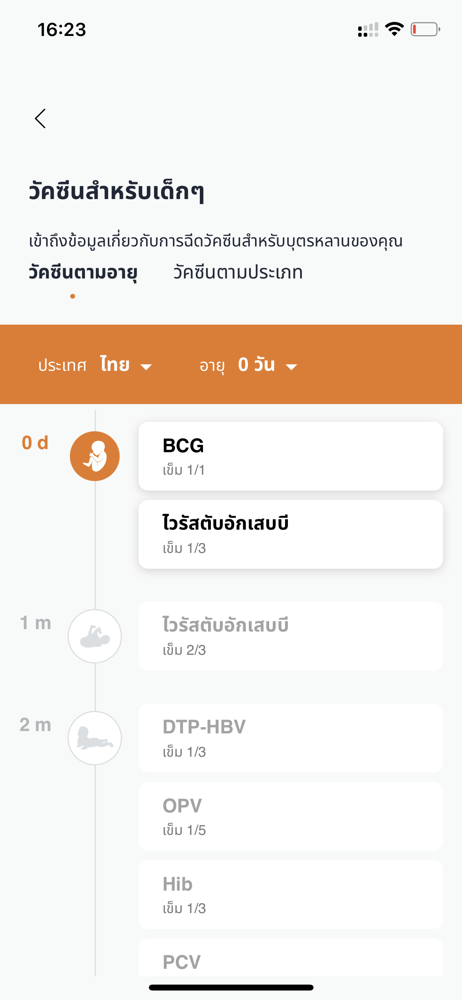 16:23
วัคซีนสำหรับเด็กๆ
เข้าถึงข้อมูลเกี่ยวกับการฉีดวัคซีนสำหรับบุตรหลานของคุณ
วัคซีนตามอายุ วัคซีนตามประเภท
ประเทศ ไทย อายุ 0 วัน
0 d
BCG
เข็ม 1/1
ไวรัสตับอักเสบบี
เข็ม 1/3
1 m
ไวรัสตับอักเสบบี
เข็ม 2/3
2 m
DTP-HBV
เข็ม 1/3
OPV
เข็ม 1/5
Hib
เข็ม 1/3
PCV